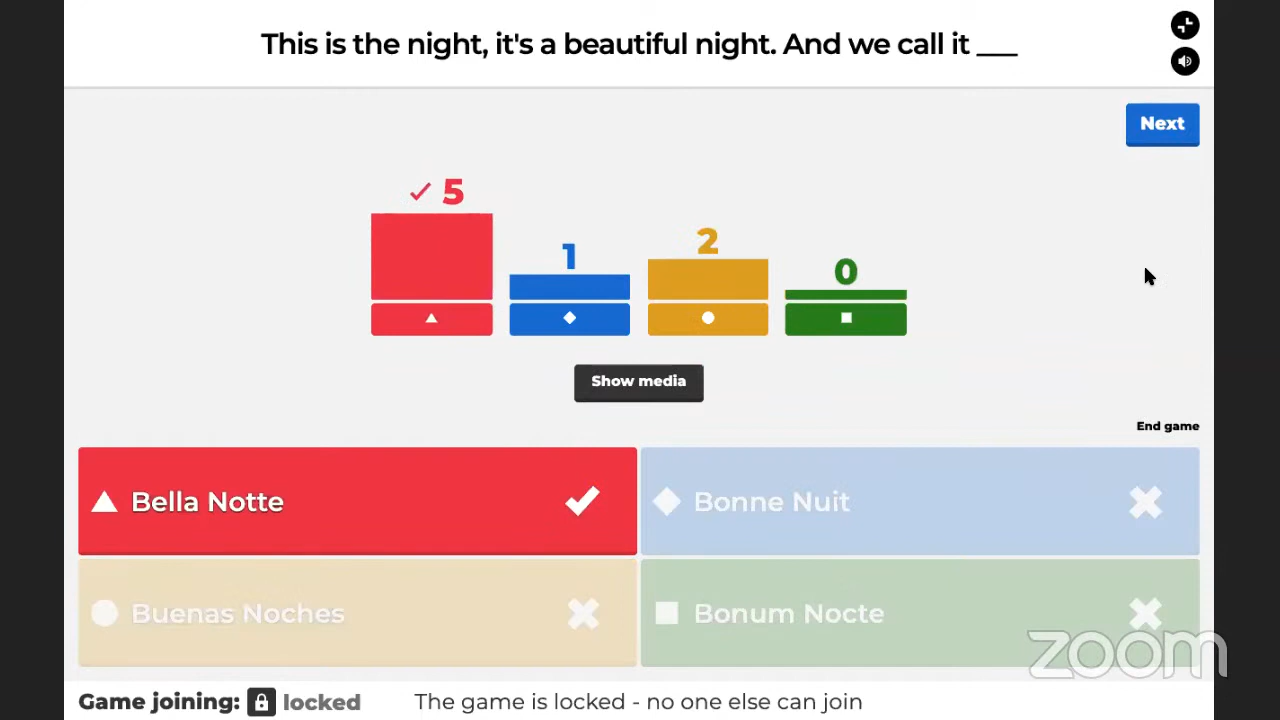 This is the night, it's a beautiful night. And we call it ___
Next
5
1
2
0
Show media
End game
Bella Notte
Bonne Nuit
Buenas Noches
Bonum Nocte
zoom
Game joining: locked
The game is locked - no one else can join